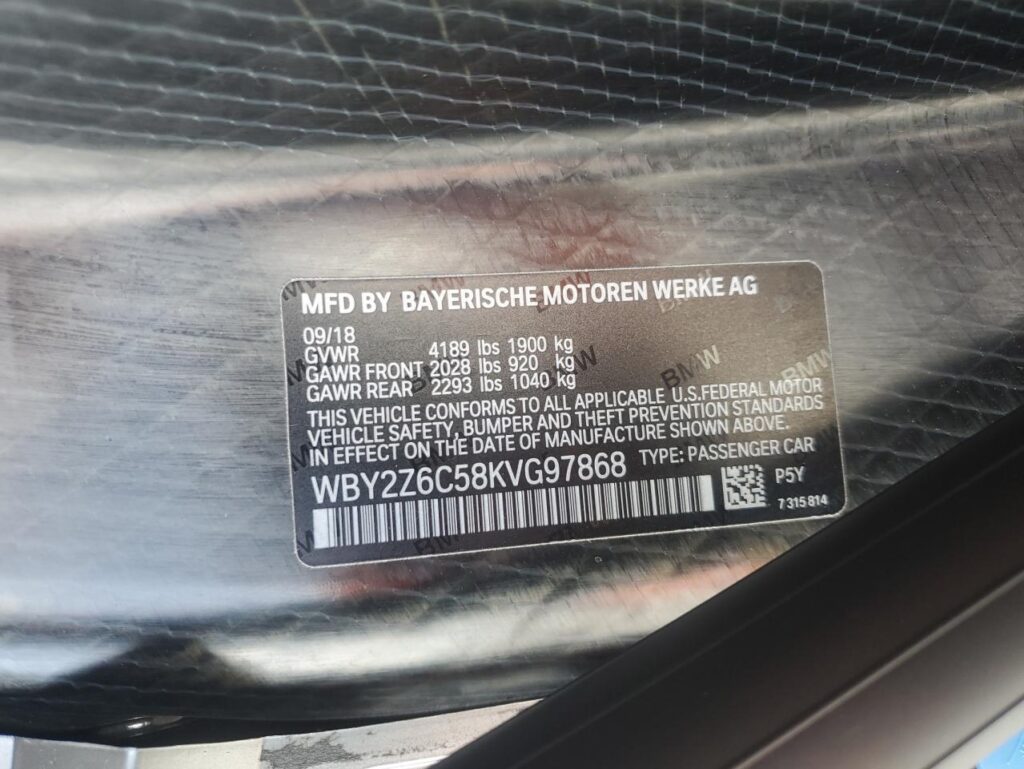 MFD BY BAYERISCHE MOTOREN WERKE AG
09/18
GVWR 4189 lbs 1900 kg
GAWR FRONT 2028 lbs 920 kg
GAWR REAR 2293 lbs 1040 kg
THIS VEHICLE CONFORMS TO ALL APPLICABLE U.S.FEDERAL MOTOR
VEHICLE SAFETY, BUMPER AND THEFT PREVENTION STANDARDS
IN EFFECT ON THE DATE OF MANUFACTURE SHOWN ABOVE.
WBY2Z6C58KVG97868 TYPE: PASSENGER CAR
P5Y
7 315 814